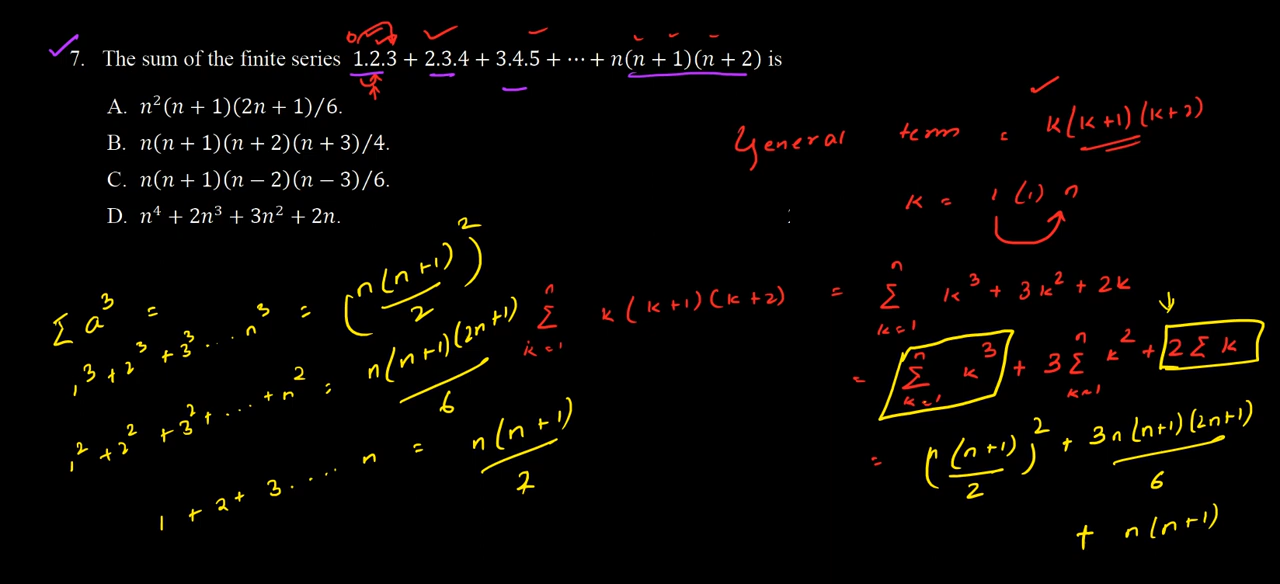 7. The sum of the finite series 1.2.3 + 2.3.4 + 3.4.5 + ⋯ + n(n + 1)(n + 2) is
A. n²(n + 1)(2n + 1)/6.
B. n(n + 1)(n + 2)(n + 3)/4.
C. n(n + 1)(n − 2)(n − 3)/6.
D. n⁴ + 2n³ + 3n² + 2n.
General term = k(k+1)(k+2)
k = 1 (1) n
∑ a³ =
1³ + 2³ + 3³ ... n³ = (n(n+1)/2)²
1² + 2² + 3² + ... + n² = n(n+1)(2n+1)/6
1 + 2 + 3 .... n = n(n+1)/2
n∑k=1 k(k+1)(k+2) = n∑k=1 k³ + 3k² + 2k
= n∑k=1 k³ + 3 n∑k=1 k² + 2 ∑ k
= (n(n+1)/2)² + 3n(n+1)(2n+1)/6
+ n(n+1)